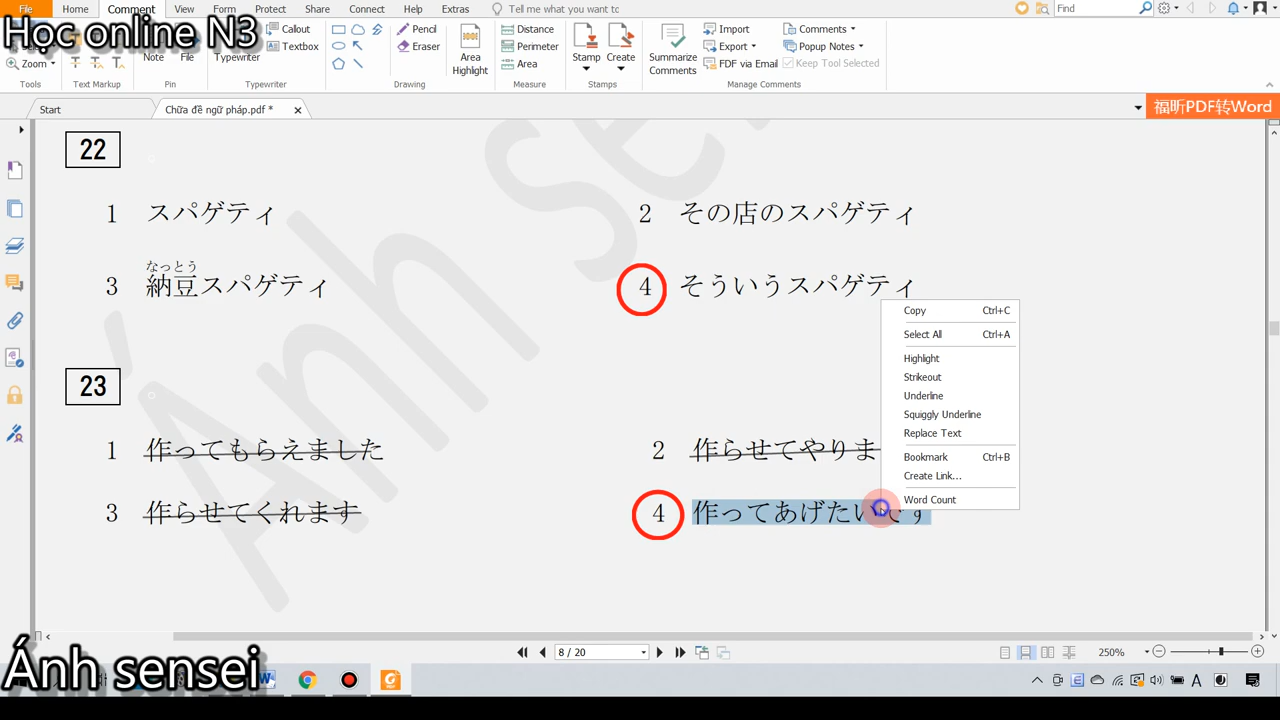 File Home Comment View Form Protect Share Connect Help Extras Tell me what you want tc Find
Học online N3
Callout
Textbox
Pencil
Eraser
Distance
Perimeter
Area
Import
Export
FDF via Email
Comments
Popup Notes
Keep Tool Selected
Zoom
Typewriter Note File Typewriter Area Highlight Stamp Create Summarize Comments
Tools Text Markup Pin Typewriter Drawing Measure Stamps Manage Comments
Start Chữa đề ngữ pháp.pdf * 福昕PDF转Word
22
1 スパゲティ 2 その店のスパゲティ
なっとう
3 納豆スパゲティ 4 そういうスパゲティ
23
1 作ってもらえました 2 作らせてやりま
3 作らせてくれます 4 作ってあげたいです
Copy Ctrl+C
Select All Ctrl+A
Highlight
Strikeout
Underline
Squiggly Underline
Replace Text
Bookmark Ctrl+B
Create Link...
Word Count
Ánh sen
8 / 20 250%
Ánh sensei